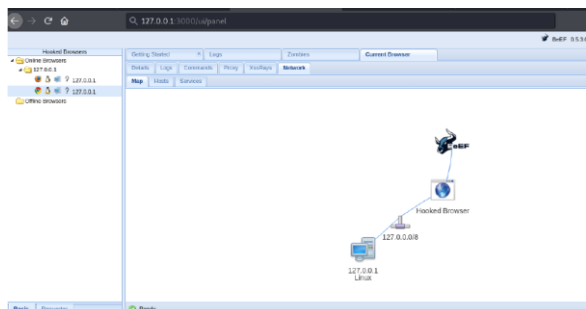 127.0.0.1:3000/ui/panel
BeEF 0.5.
Hooked Browsers
Getting Started Logs Zombies Current Browser
Online Browsers
127.0.0.1
? 127.0.0.1
? 127.0.0.1
Offline Browsers
Details Logs Commands Proxy XssRays Network
Map Hosts Services
BeEF
Hooked Browser
127.0.0.0/8
127.0.0.1
Linux
Basic Requester
Ready